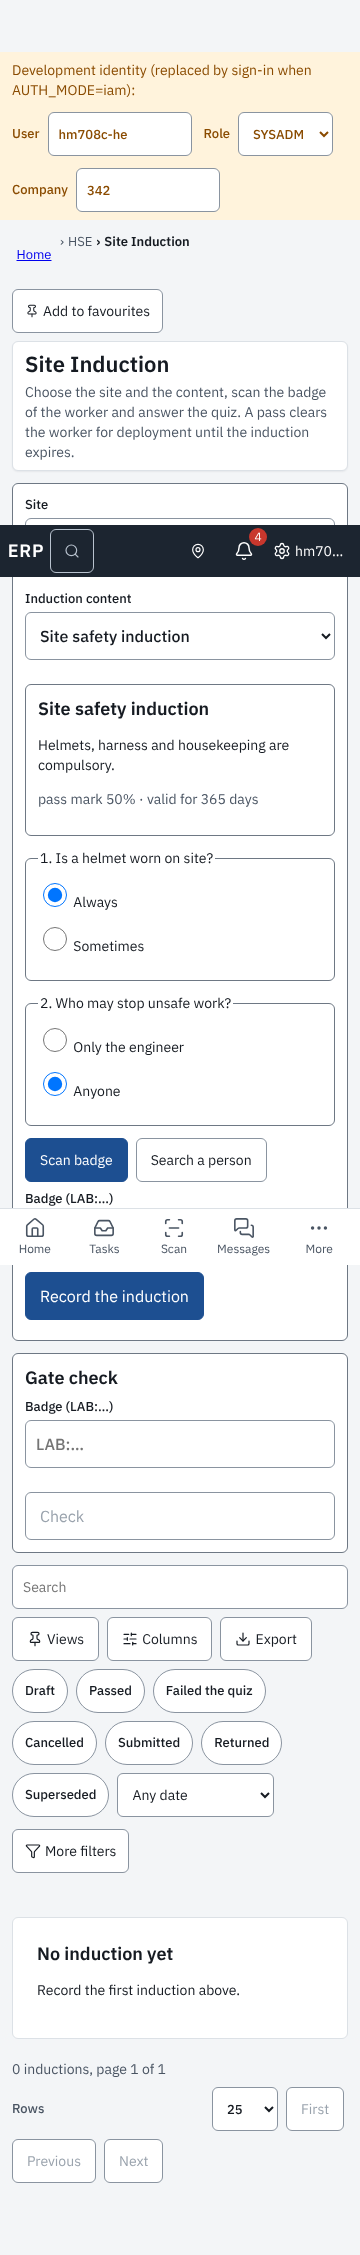 Development identity (replaced by sign-in when
AUTH_MODE=iam):
User hm708c-he Role SYSADM
Company 342
› HSE › Site Induction
Home
Add to favourites
Site Induction
Choose the site and the content, scan the badge
of the worker and answer the quiz. A pass clears
the worker for deployment until the induction
expires.
Site
ERP 4 hm70...
Induction content
Site safety induction
Site safety induction
Helmets, harness and housekeeping are
compulsory.
pass mark 50% · valid for 365 days
1. Is a helmet worn on site?
Always
Sometimes
2. Who may stop unsafe work?
Only the engineer
Anyone
Scan badge Search a person
Badge (LAB:...)
Home Tasks Scan Messages More
Record the induction
Gate check
Badge (LAB:...)
LAB:...
Check
Search
Views Columns Export
Draft Passed Failed the quiz
Cancelled Submitted Returned
Superseded Any date
More filters
No induction yet
Record the first induction above.
0 inductions, page 1 of 1
Rows 25 First
Previous Next